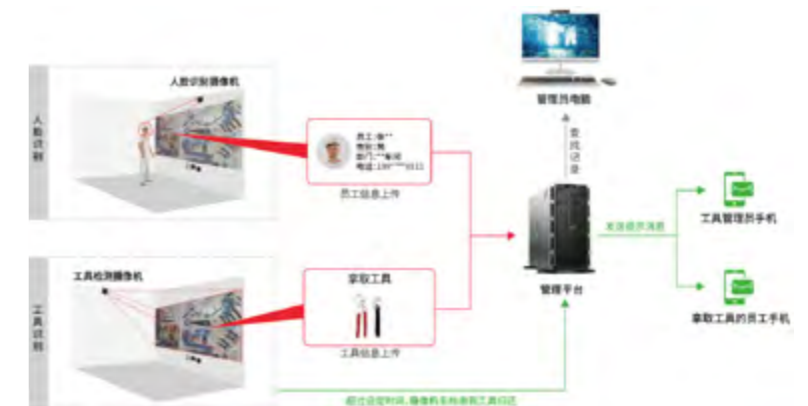 人脸识别
人脸识别摄像机
员工信息上传
工具识别
工具检测摄像机
拿取工具
工具信息上传
管理员电脑
查找记录
管理平台
发送提示消息
工具管理员手机
拿取工具的员工手机
超过设定时间,摄像机未检测到工具归还